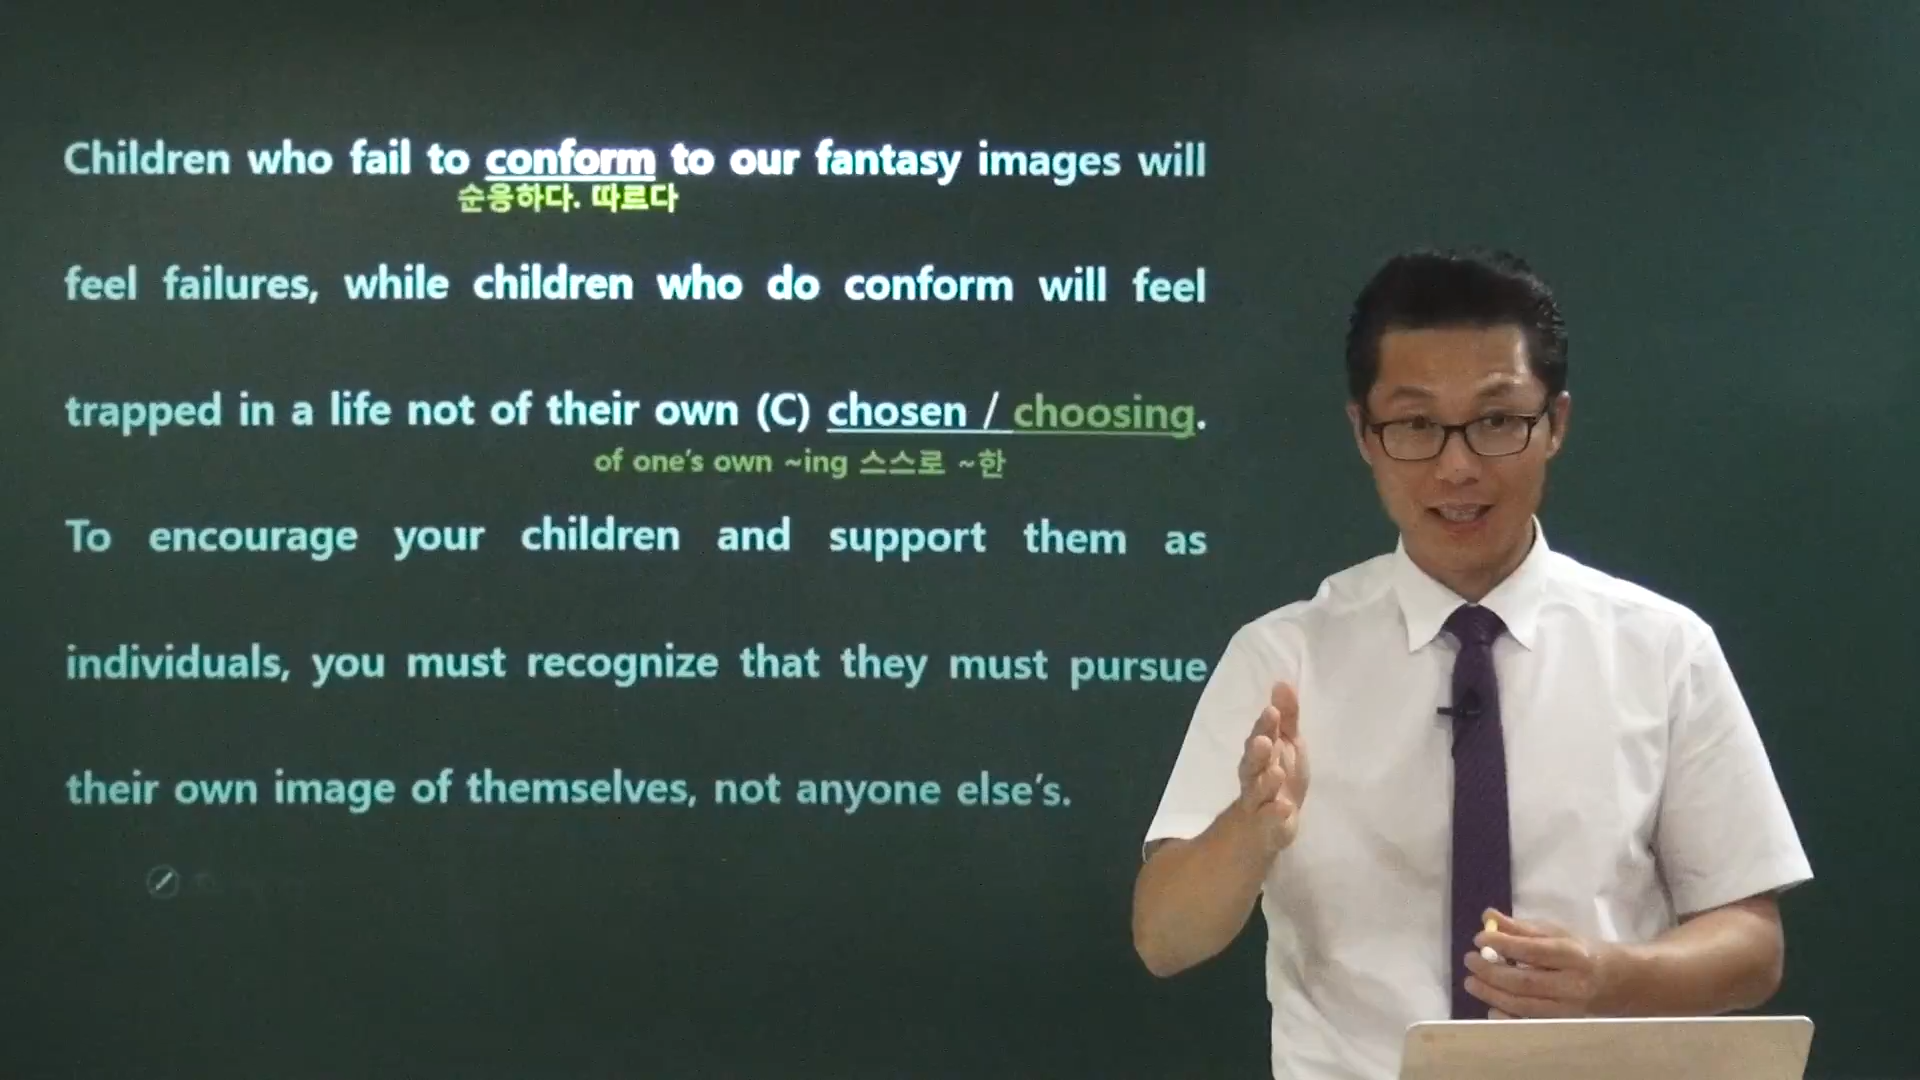 Children who fail to conform to our fantasy images will
순응하다. 따르다
feel failures, while children who do conform will feel
trapped in a life not of their own (C) chosen / choosing.
of one's own ~ing 스스로 ~한
To encourage your children and support them as
individuals, you must recognize that they must pursue
their own image of themselves, not anyone else's.